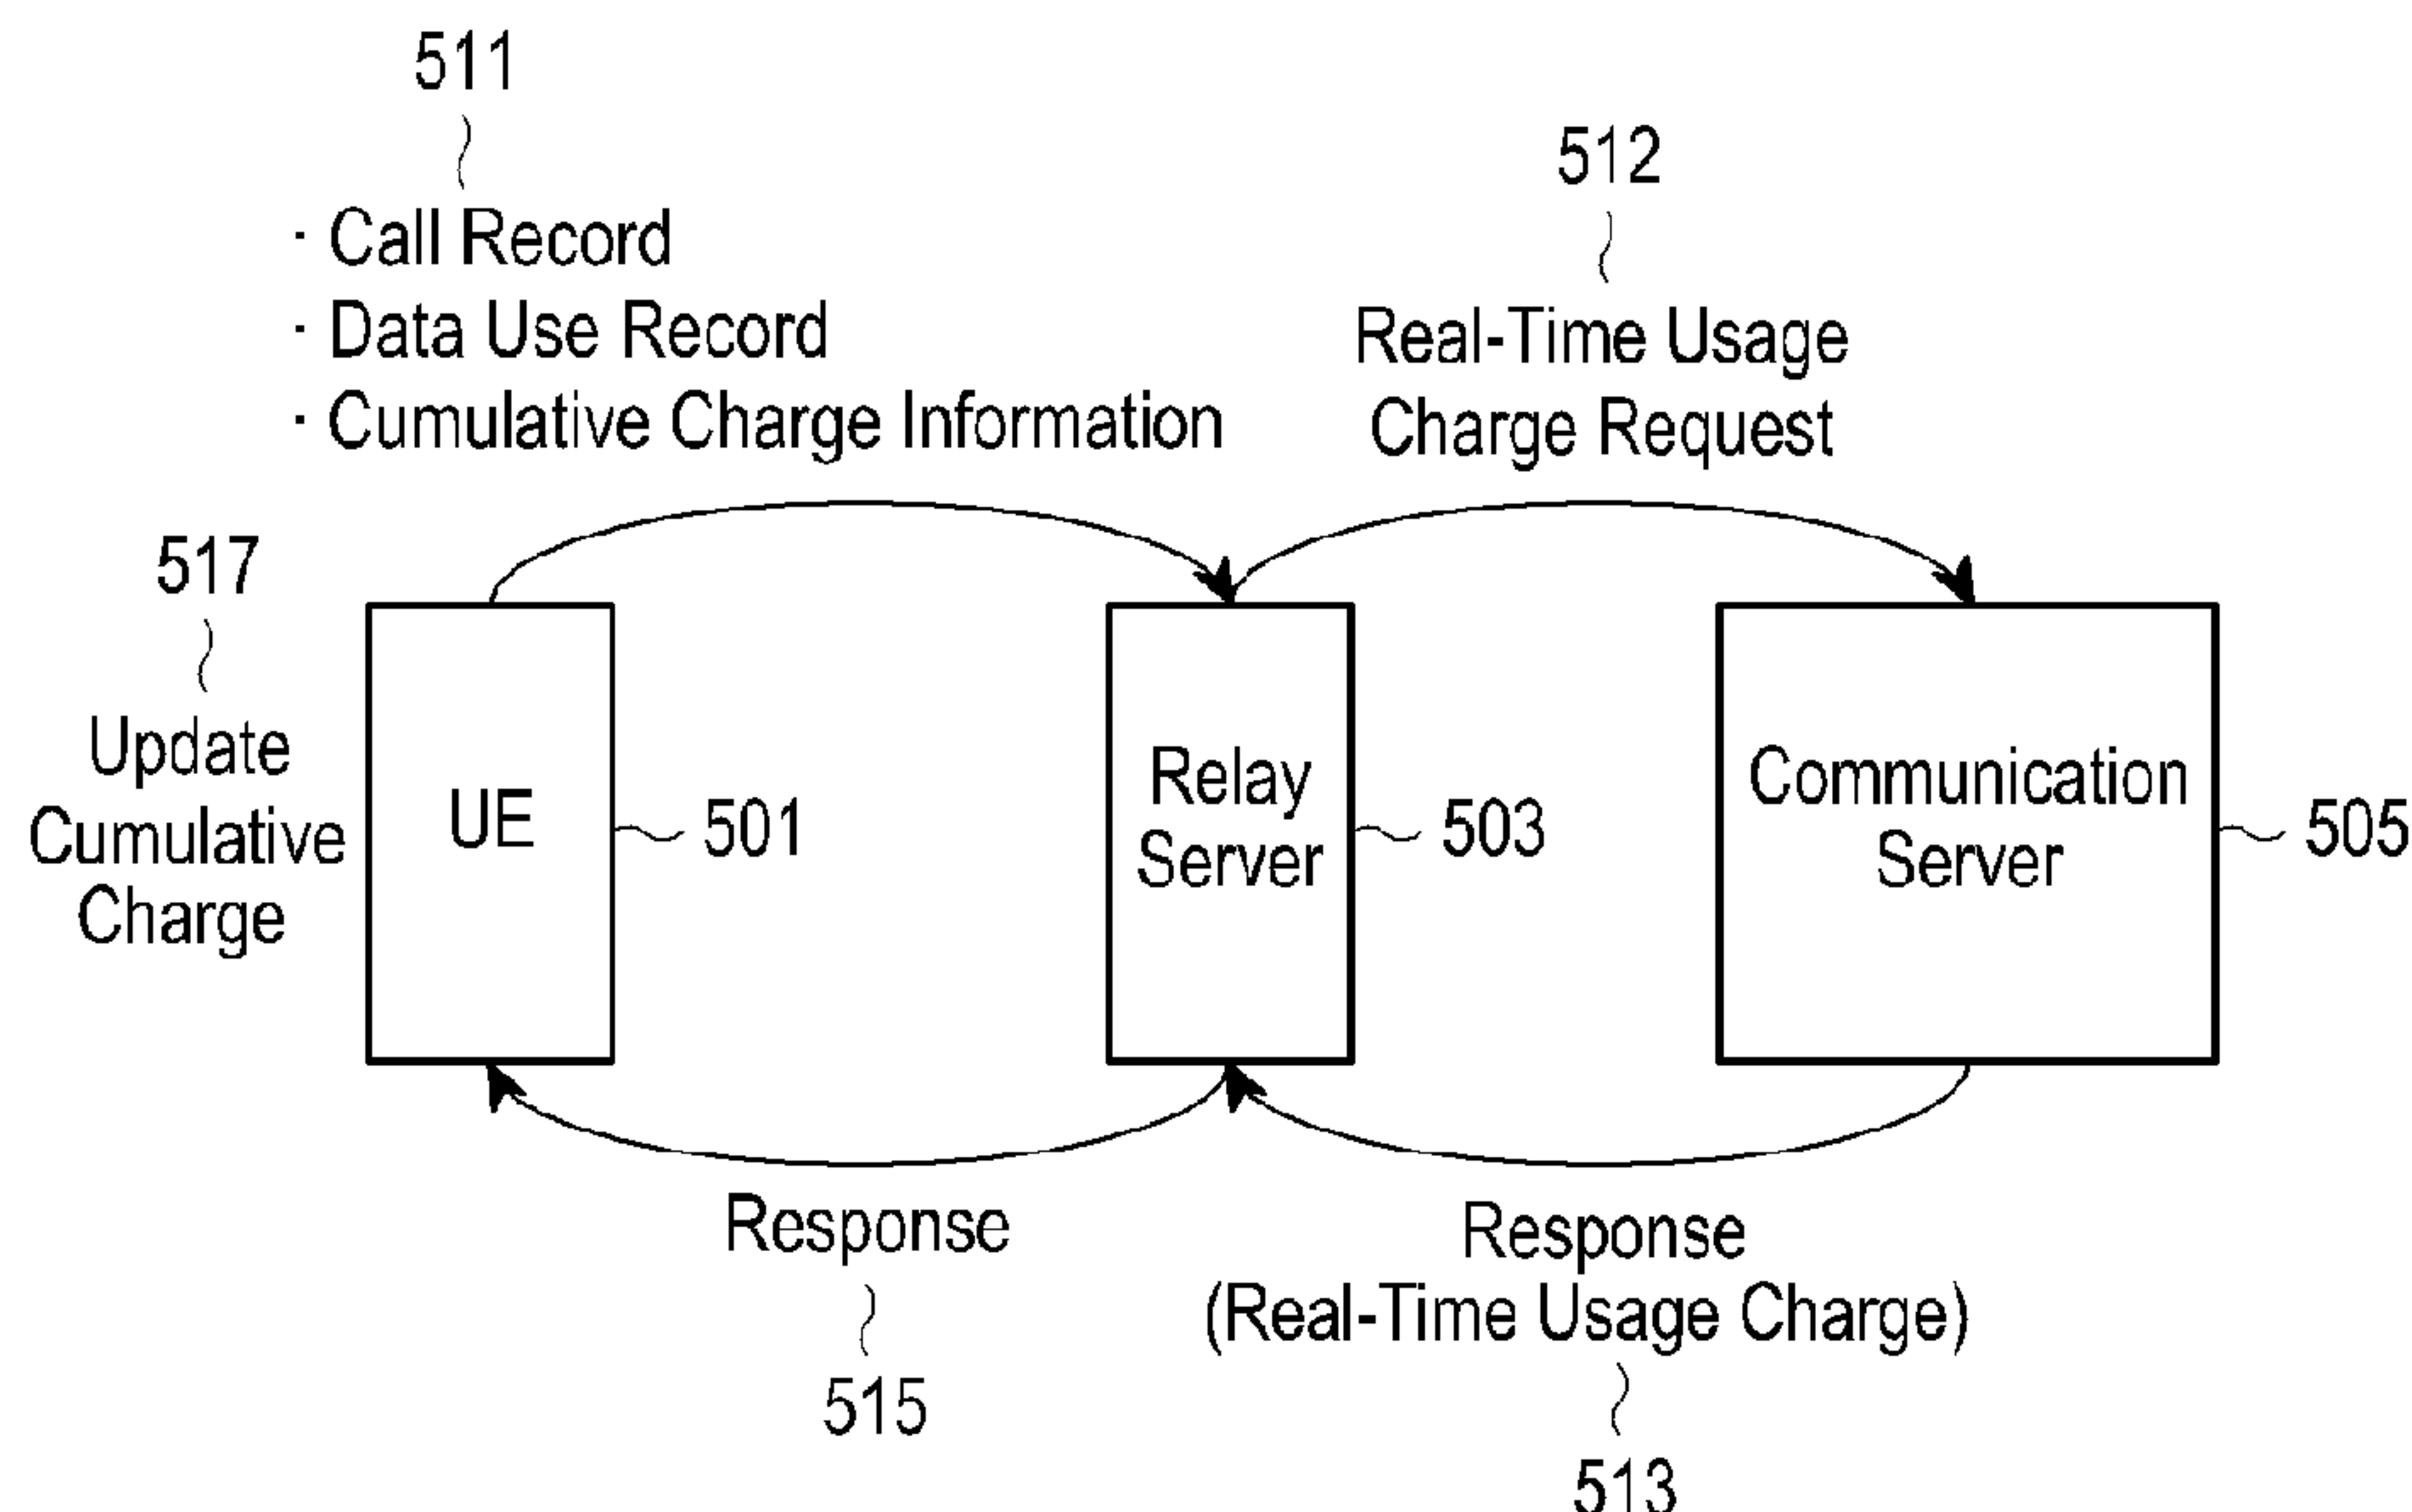 511
· Call Record
· Data Use Record
· Cumulative Charge Information
512
Real-Time Usage
Charge Request
517
Update
Cumulative
Charge
UE
501
Relay
Server
503
Communication
Server
505
Response
515
Response
(Real-Time Usage Charge)
513